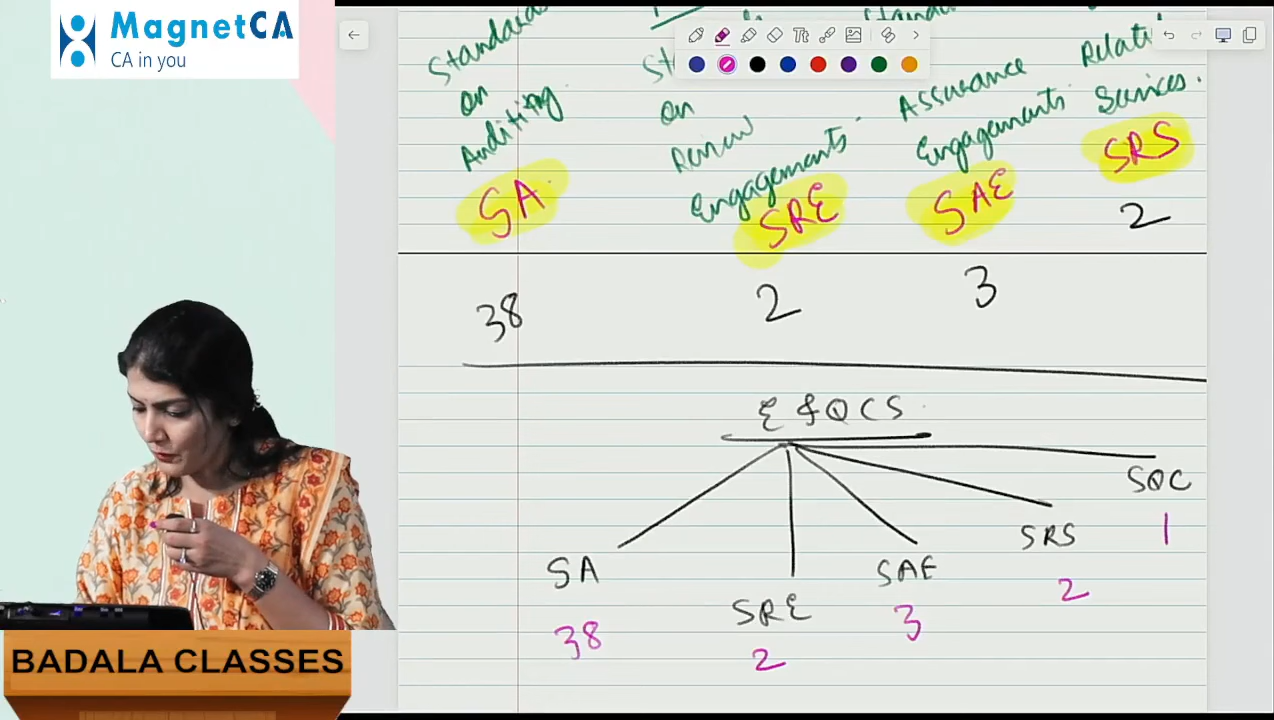 MagnetCA
CA in you
Standards
on
Auditing.
SA
on
Review
Engagements.
SRE
Assurance
Engagements.
SAE
Services.
SRS
2
38
2
3
E & QCS
SA
38
SRE
2
SAE
3
SRS
2
SQC
1
BADALA CLASSES